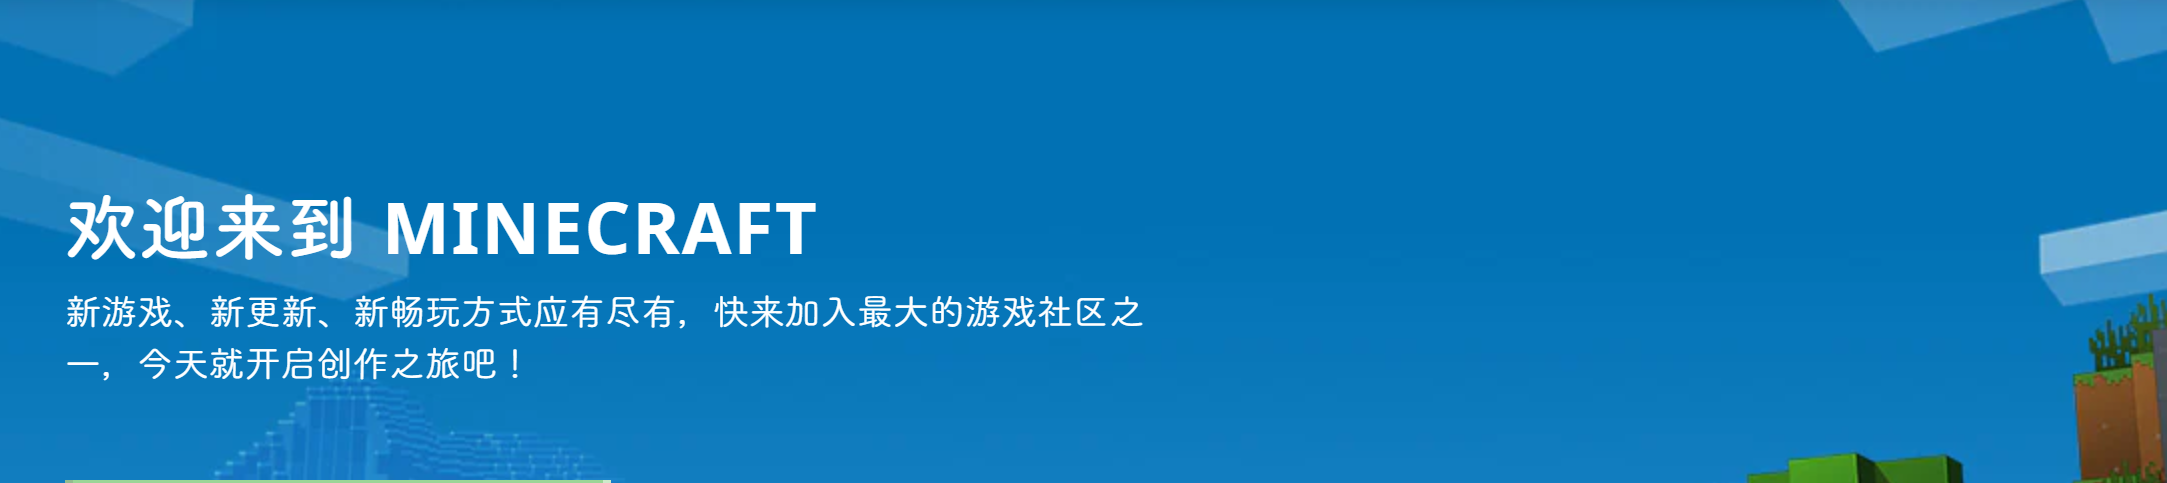 欢迎来到 MINECRAFT
新游戏、新更新、新畅玩方式应有尽有，快来加入最大的游戏社区之
一，今天就开启创作之旅吧！